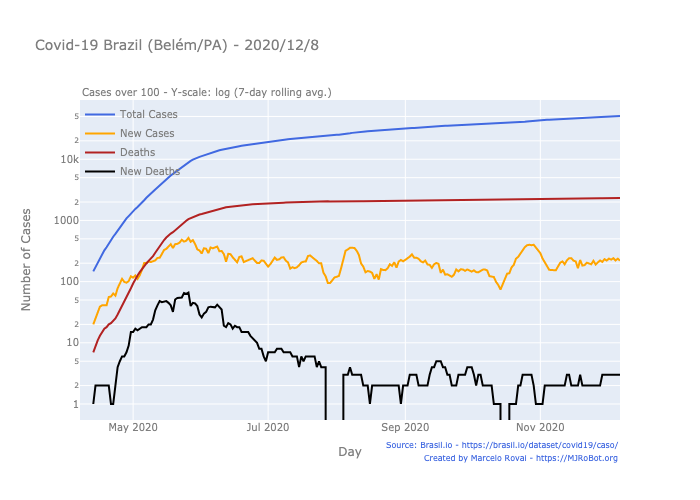 Covid-19 Brazil (Belém/PA) - 2020/12/8
Cases over 100 - Y-scale: log (7-day rolling avg.)
Total Cases
New Cases
Deaths
New Deaths
5
2
10k
5
2
1000
5
2
100
5
2
10
5
2
1
Number of Cases
May 2020
Jul 2020
Sep 2020
Nov 2020
Day
Source: Brasil.io - https://brasil.io/dataset/covid19/caso/
Created by Marcelo Rovai - https://MJRoBot.org